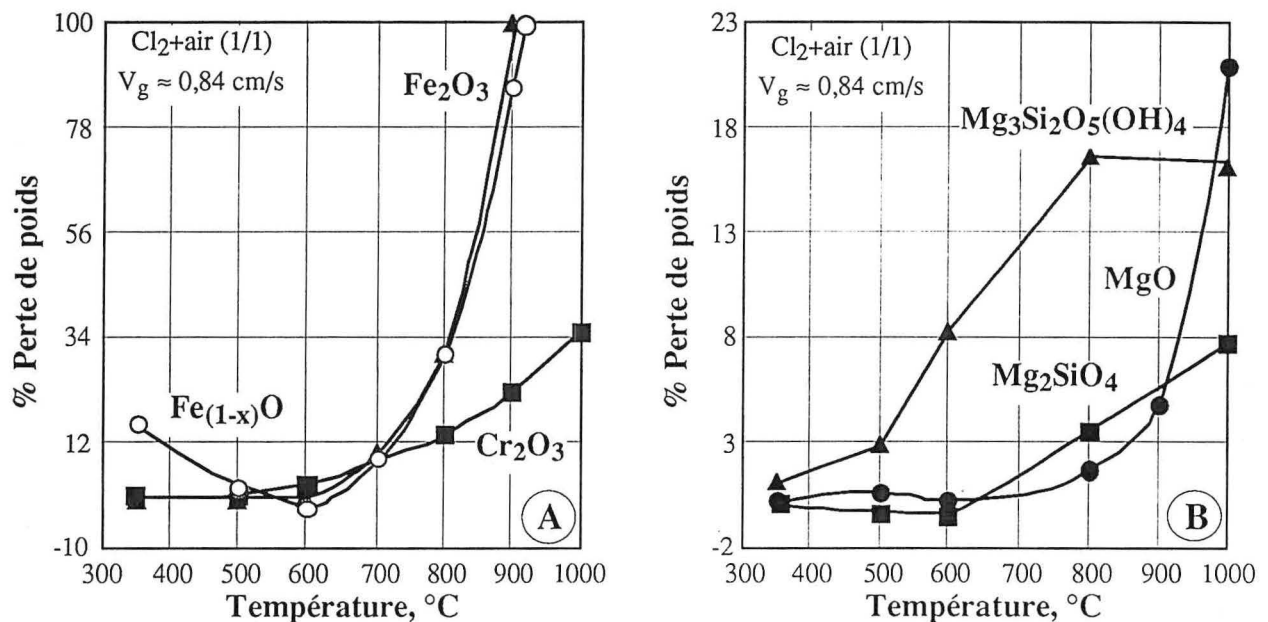 % Perte de poids
100
78
56
34
12
-10
Cl₂+air (1/1)
V_g ≈ 0,84 cm/s
Fe₂O₃
Fe₍₁₋ₓ₎O
Cr₂O₃
A
300 400 500 600 700 800 900 1000
Température, °C
% Perte de poids
23
18
13
8
3
-2
Cl₂+air (1/1)
V_g ≈ 0,84 cm/s
Mg₃Si₂O₅(OH)₄
MgO
Mg₂SiO₄
B
300 400 500 600 700 800 900 1000
Température, °C